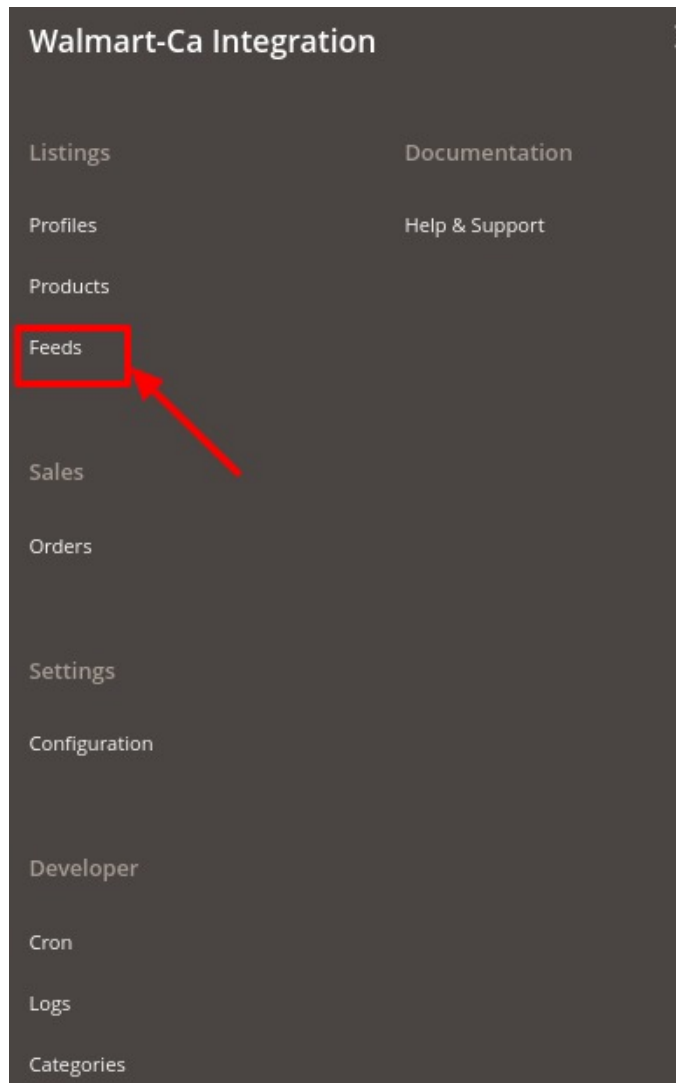 Walmart-Ca Integration
Listings
Profiles
Products
Feeds
Sales
Orders
Settings
Configuration
Developer
Cron
Logs
Categories
Documentation
Help & Support